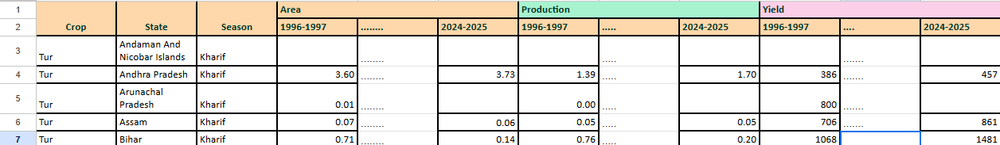 1 Area Production Yield
2 Crop State Season 1996-1997 ........ 2024-2025 1996-1997 ..... 2024-2025 1996-1997 .... 2024-2025
Andaman And
3 Tur Nicobar Islands Kharif ........ ..... .......
4 Tur Andhra Pradesh Kharif 3.60 ........ 3.73 1.39 ..... 1.70 386 ....... 457
Arunachal
5 Tur Pradesh Kharif 0.01 ........ 0.00 ..... 800 .......
6 Tur Assam Kharif 0.07 ........ 0.06 0.05 ..... 0.05 706 ....... 861
7 Tur Bihar Kharif 0.71 ........ 0.14 0.76 ..... 0.20 1068 1481